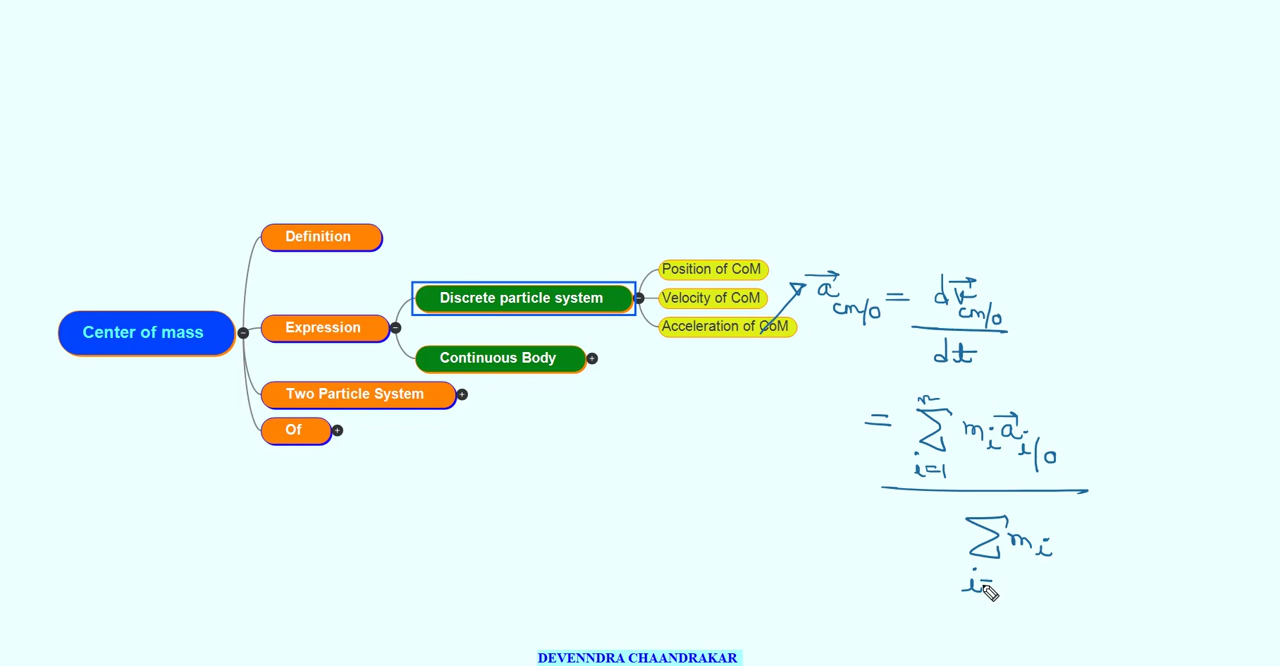 Definition
Center of mass
Expression
Discrete particle system
Position of CoM
Velocity of CoM
Acceleration of CoM
Continuous Body
Two Particle System
Of
a⃗ cm/o = dv⃗ cm/o / dt
= n Σ i=1 mᵢ a⃗ i/o
Σ mᵢ
i=
DEVENNDRA CHAANDRAKAR